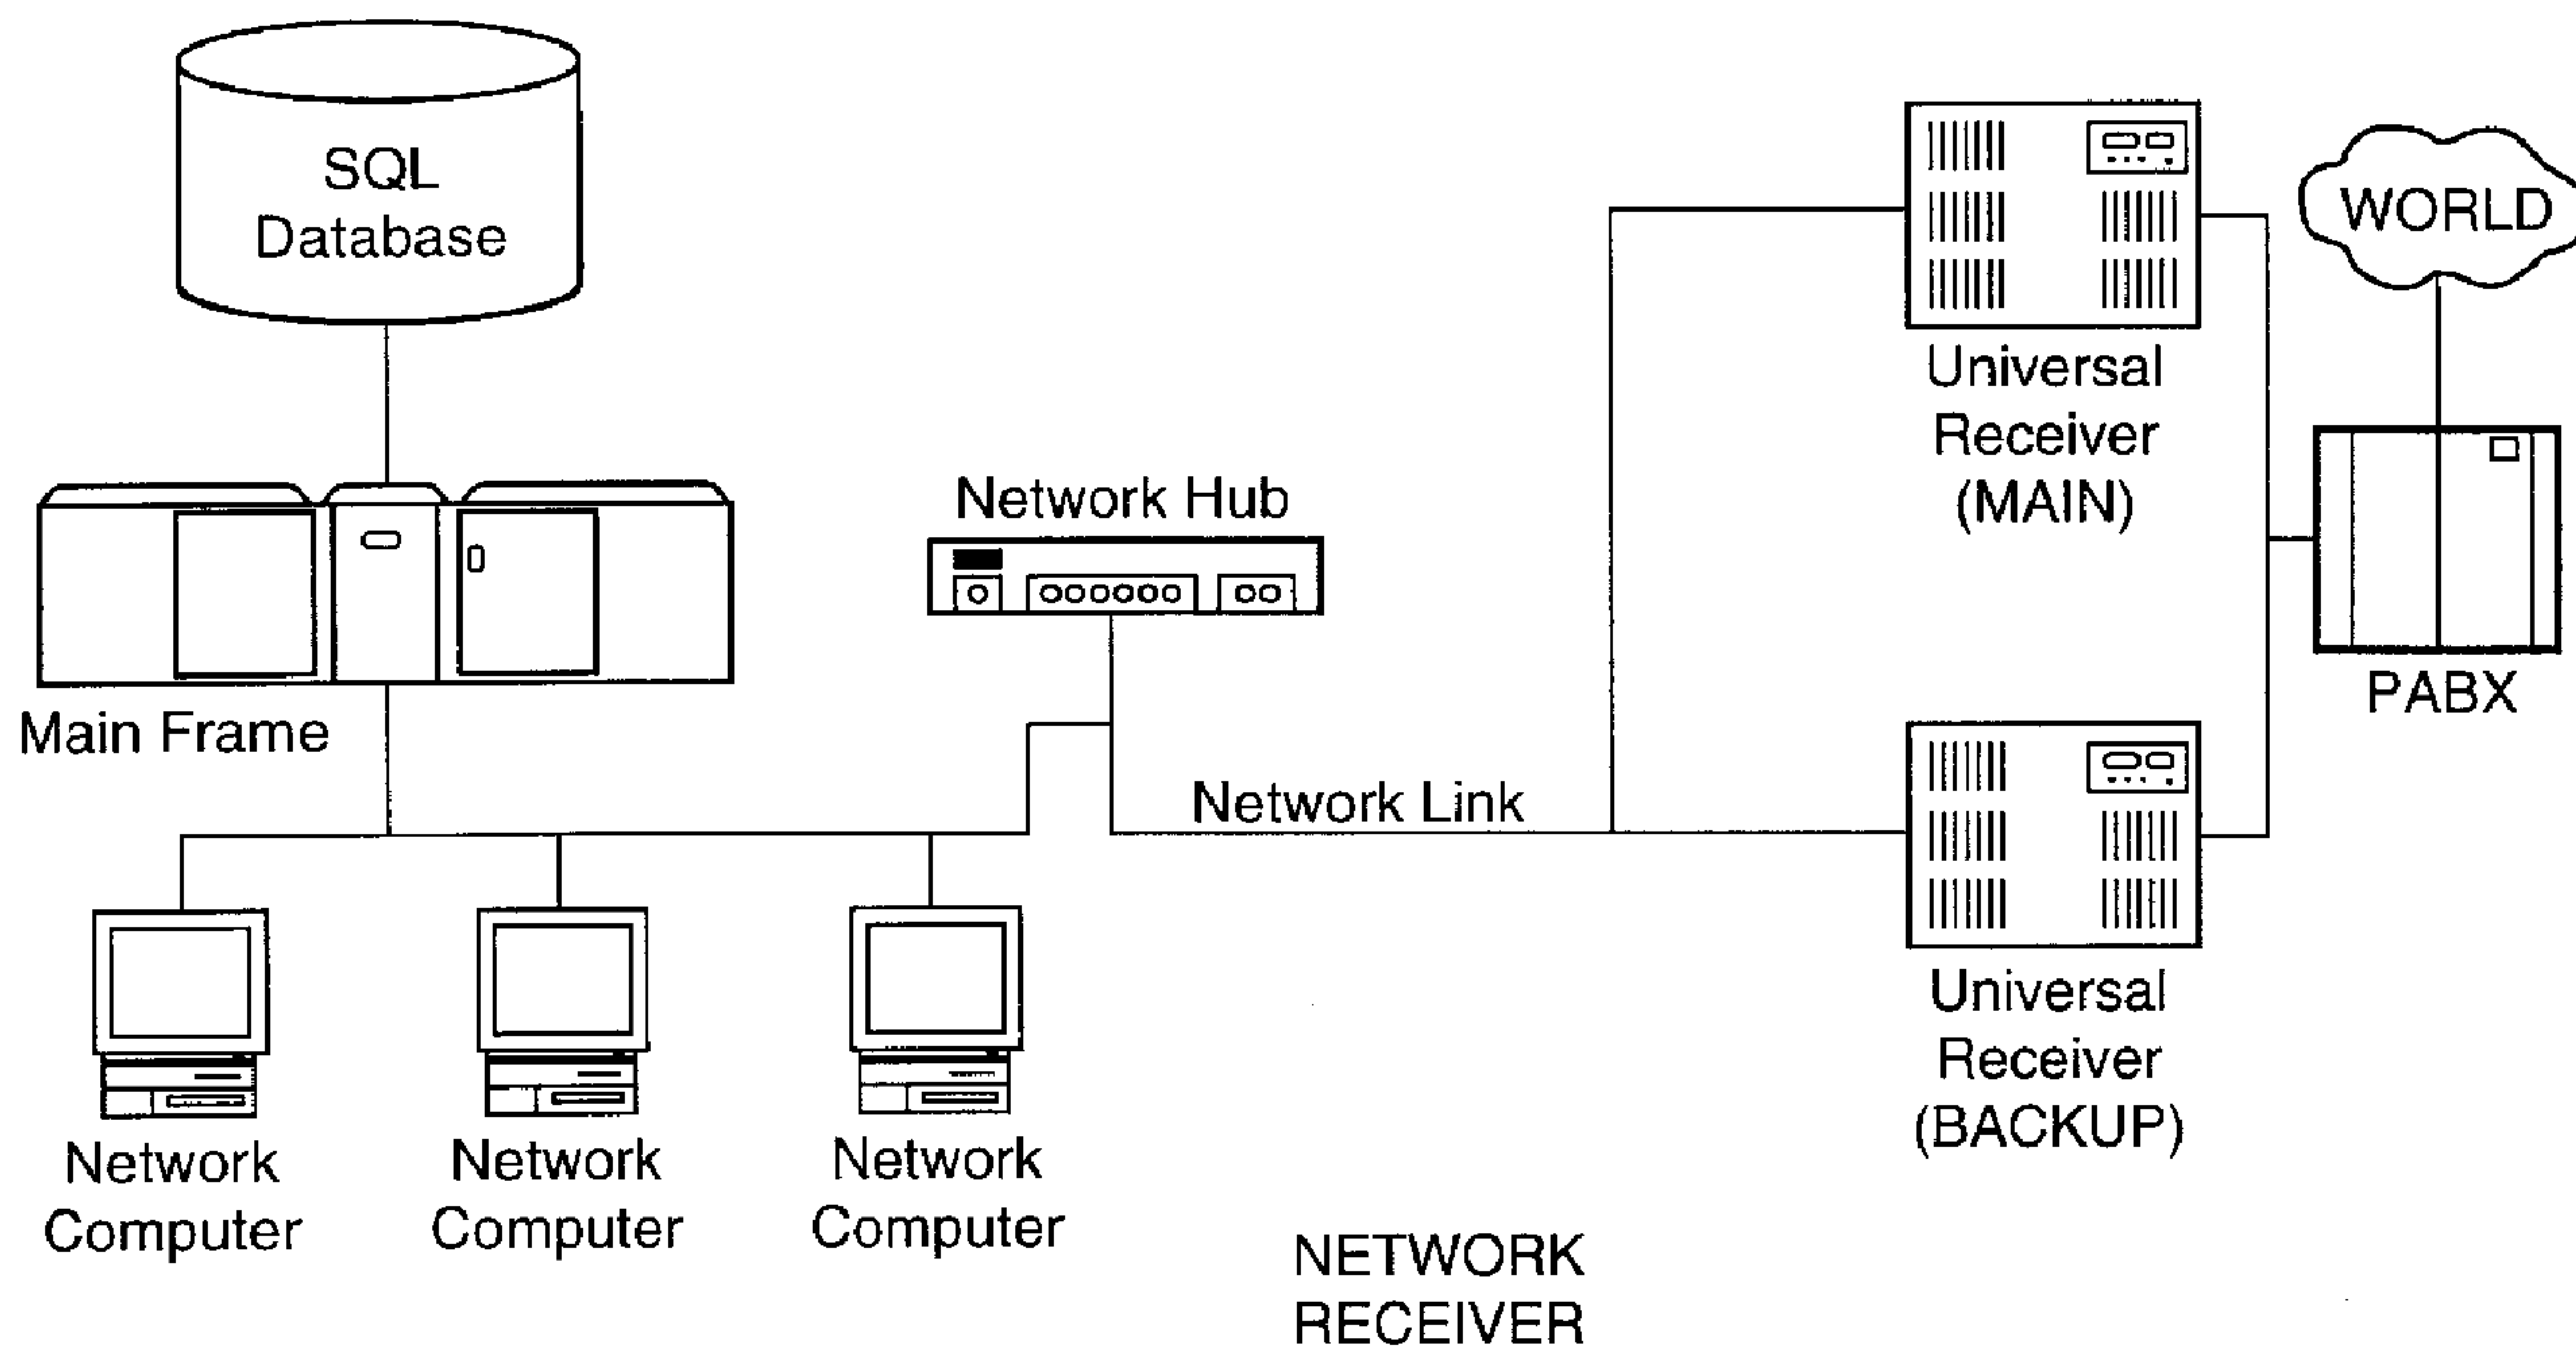 SQL
Database
WORLD
Universal
Receiver
(MAIN)
Network Hub
PABX
Main Frame
Network Link
Universal
Receiver
(BACKUP)
Network
Computer
Network
Computer
Network
Computer
NETWORK
RECEIVER